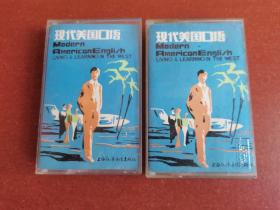 现代美国口语
Modern
American English
LIVING & LEARNING IN THE WEST
现代美国口语
Modern
American English
LIVING & LEARNING IN THE WEST